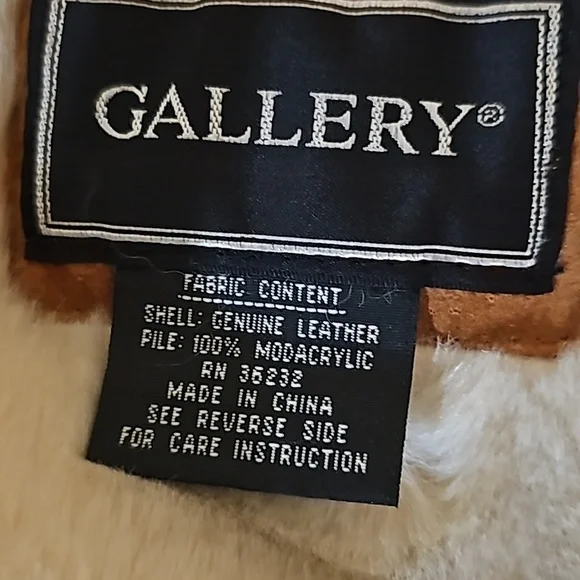 GALLERY®
FABRIC CONTENT
SHELL: GENUINE LEATHER
PILE: 100% MODACRYLIC
RN 36232
MADE IN CHINA
SEE REVERSE SIDE
FOR CARE INSTRUCTION